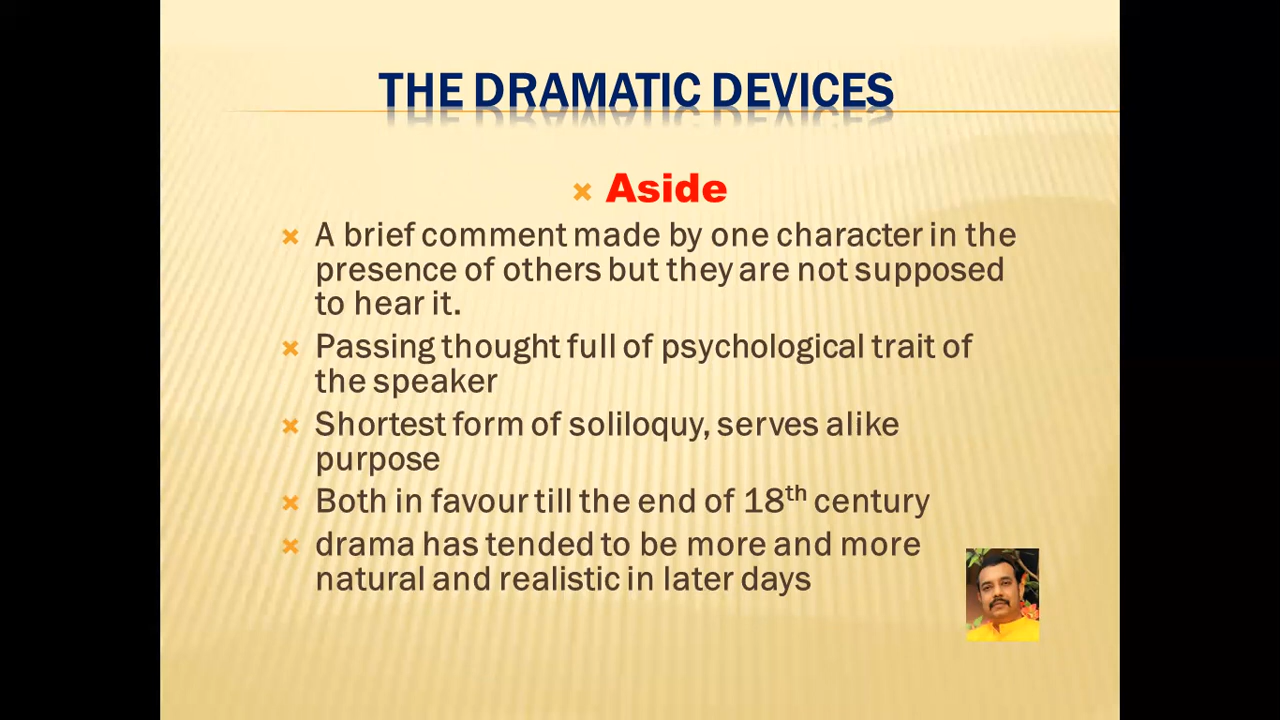 THE DRAMATIC DEVICES
Aside
A brief comment made by one character in the
presence of others but they are not supposed
to hear it.
Passing thought full of psychological trait of
the speaker
Shortest form of soliloquy, serves alike
purpose
Both in favour till the end of 18th century
drama has tended to be more and more
natural and realistic in later days